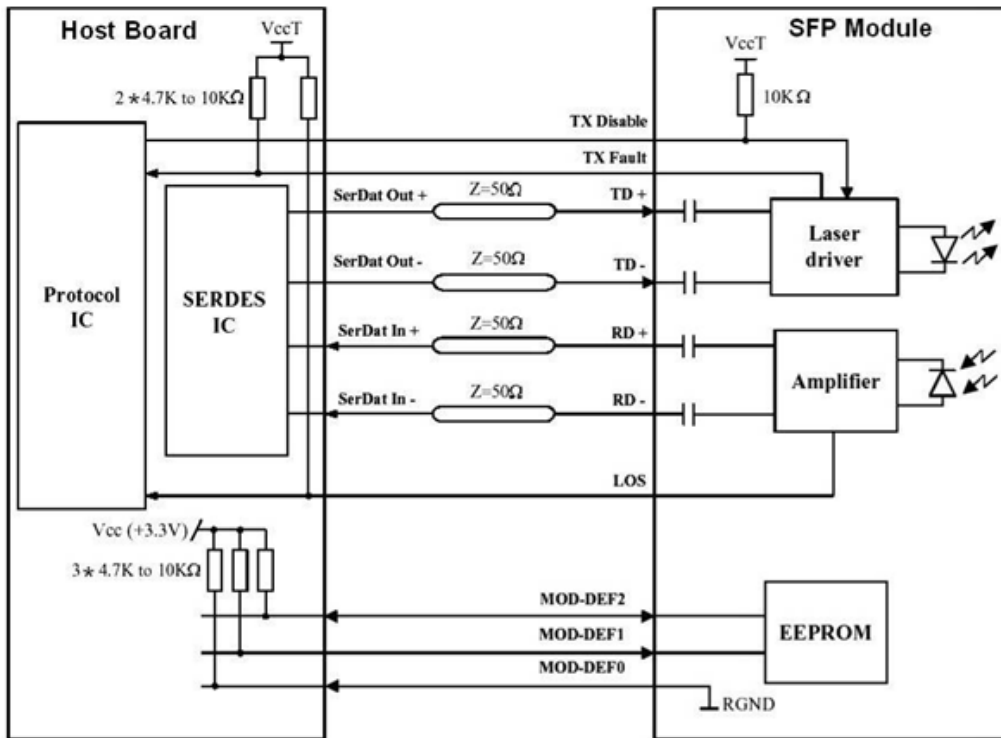 Host Board
SFP Module
VccT
VccT
2*4.7K to 10KΩ
10KΩ
TX Disable
TX Fault
SerDat Out +
Z=50Ω
TD +
SerDat Out -
Z=50Ω
TD -
Laser
driver
Protocol
IC
SERDES
IC
SerDat In +
Z=50Ω
RD +
SerDat In -
Z=50Ω
RD -
Amplifier
LOS
Vcc (+3.3V)
3*4.7K to 10KΩ
MOD-DEF2
MOD-DEF1
MOD-DEF0
EEPROM
RGND